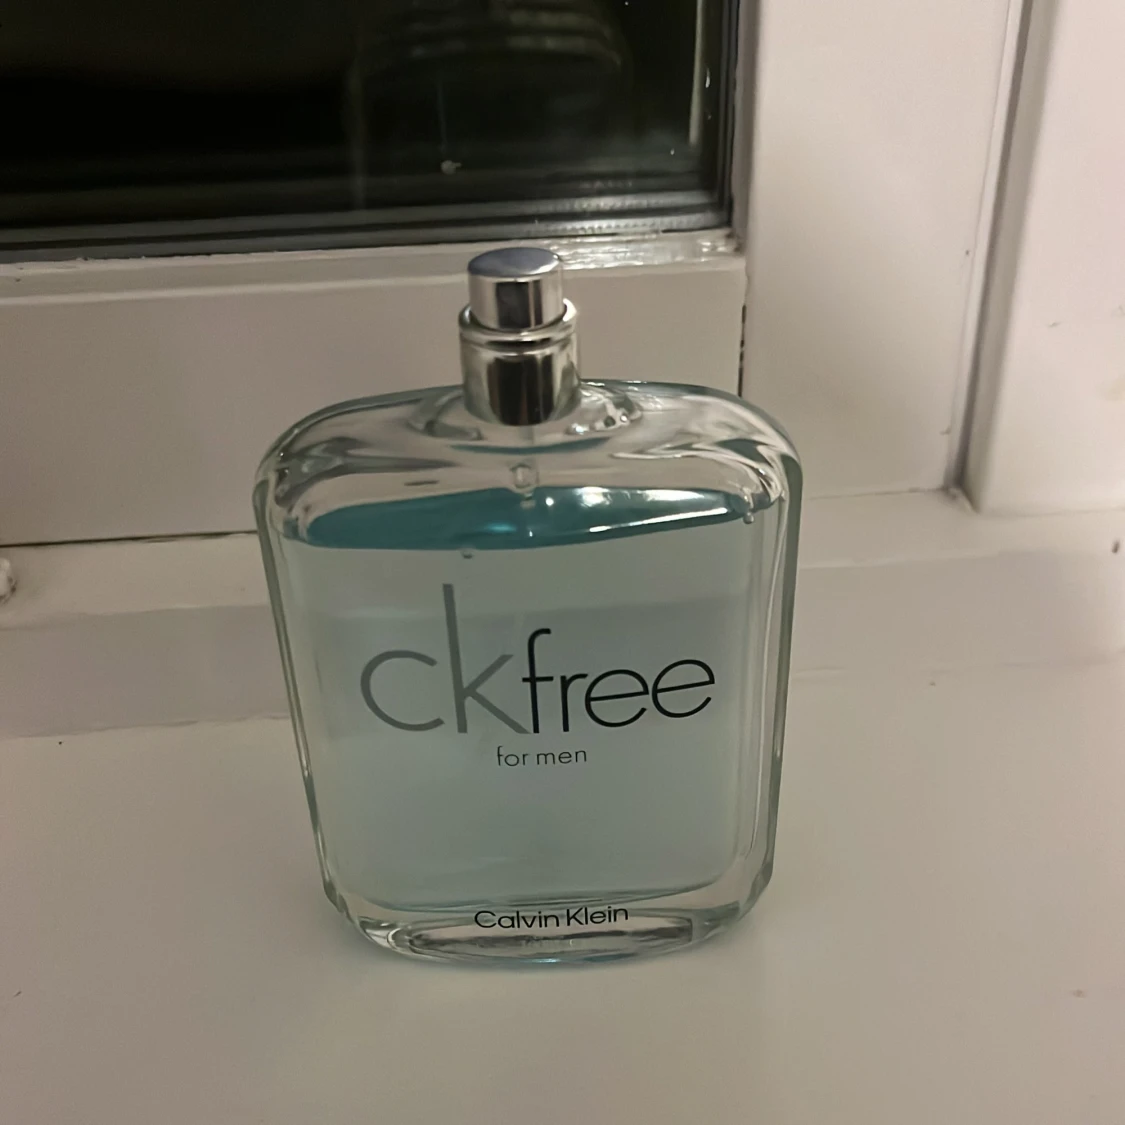 ckfree
for men
Calvin Klein